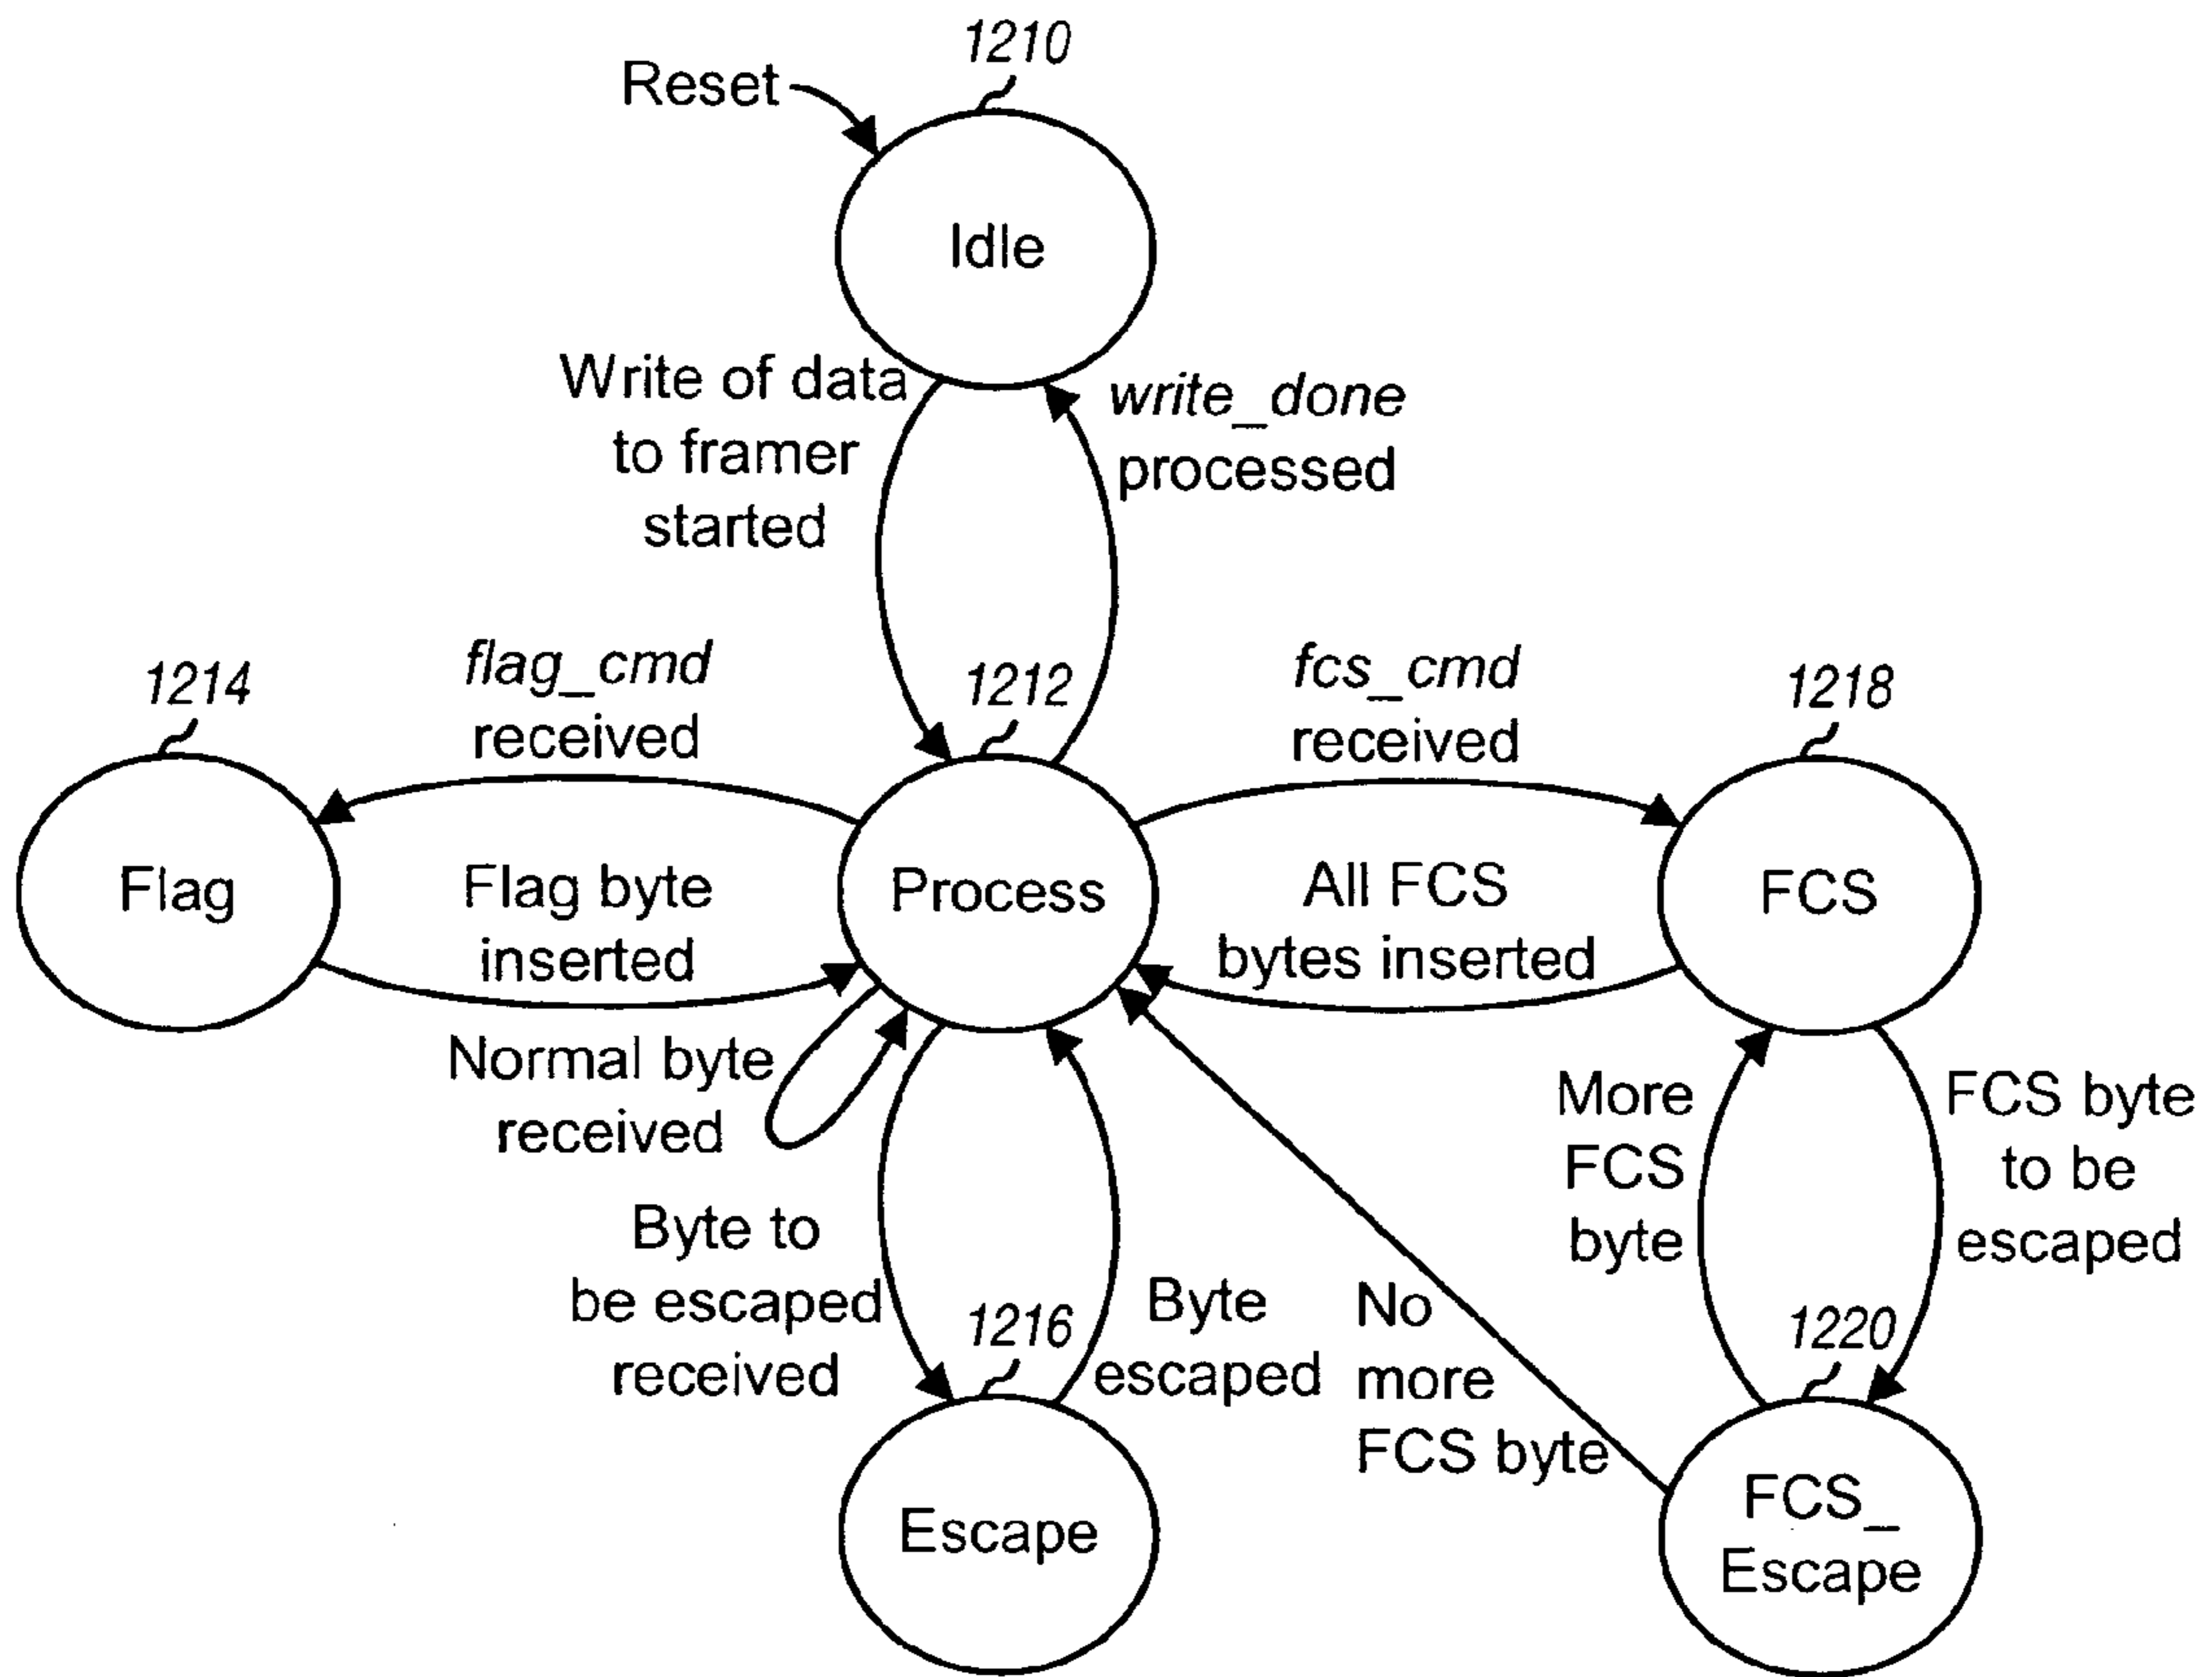 1210
Reset
Idle
Write of data
to framer
started
write_done
processed
1214
flag_cmd
received
1212
fcs_cmd
received
1218
Flag
Flag byte
inserted
Process
All FCS
bytes inserted
FCS
Normal byte
received
More
FCS
byte
FCS byte
to be
escaped
Byte to
be escaped
received
1216
Byte
escaped
No
more
FCS byte
1220
Escape
FCS_
Escape